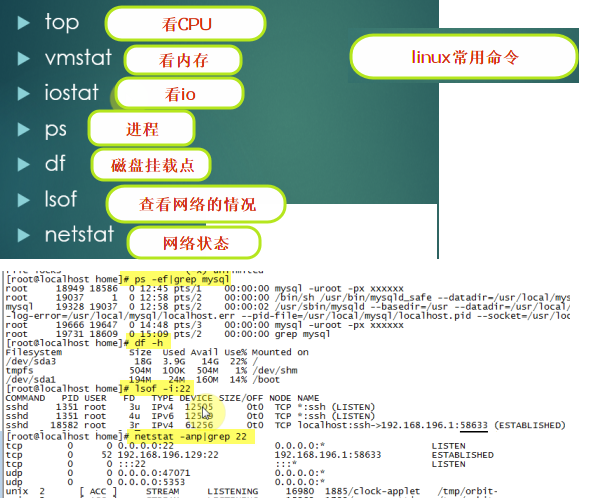 top 看CPU
linux常用命令
vmstat 看内存
iostat 看io
ps 进程
df 磁盘挂载点
lsof 查看网络的情况
netstat 网络状态
[root@localhost home]# ps -ef|grep mysql
root 18949 18586 0 12:45 pts/1 00:00:00 mysql -uroot -px xxxxxx
root 19037 1 0 12:58 pts/2 00:00:00 /bin/sh /usr/bin/mysqld_safe --datadir=/usr/local/my
mysql 19328 19037 0 12:58 pts/2 00:00:02 /usr/sbin/mysqld --basedir=/usr --datadir=/usr/local/mys
-log-error=/usr/local/mysql/localhost.err --pid-file=/usr/local/mysql/localhost.pid --socket=/usr/loc
root 19666 19647 0 14:48 pts/3 00:00:00 mysql -uroot -px xxxxxx
root 19731 18609 0 15:09 pts/2 00:00:00 grep mysql
[root@localhost home]# df -h
Filesystem Size Used Avail Use% Mounted on
/dev/sda3 18G 3.9G 14G 22% /
tmpfs 504M 100K 504M 1% /dev/shm
/dev/sda1 194M 24M 160M 14% /boot
[root@localhost home]# lsof -i:22
COMMAND PID USER FD TYPE DEVICE SIZE/OFF NODE NAME
sshd 1351 root 3u IPv4 12505 0t0 TCP *:ssh (LISTEN)
sshd 1351 root 4u IPv6 0t0 TCP *:ssh (LISTEN)
sshd 18582 root 3r IPv4 61256 0t0 TCP localhost:ssh->192.168.196.1:58633 (ESTABLISHED)
[root@localhost home]# netstat -anp|grep 22
tcp 0 0 0.0.0.0:22 0.0.0.0:* LISTEN
tcp 0 52 192.168.196.129:22 192.168.196.1:58633 ESTABLISHED
tcp 0 0 :::22 :::* LISTEN
udp 0 0 0.0.0.0:47071 0.0.0.0:*
udp 0 0 0.0.0.0:5353 0.0.0.0:*
unix 2 [ ACC ] STREAM LISTENING 16980 1885/clock-applet /tmp/orbit-